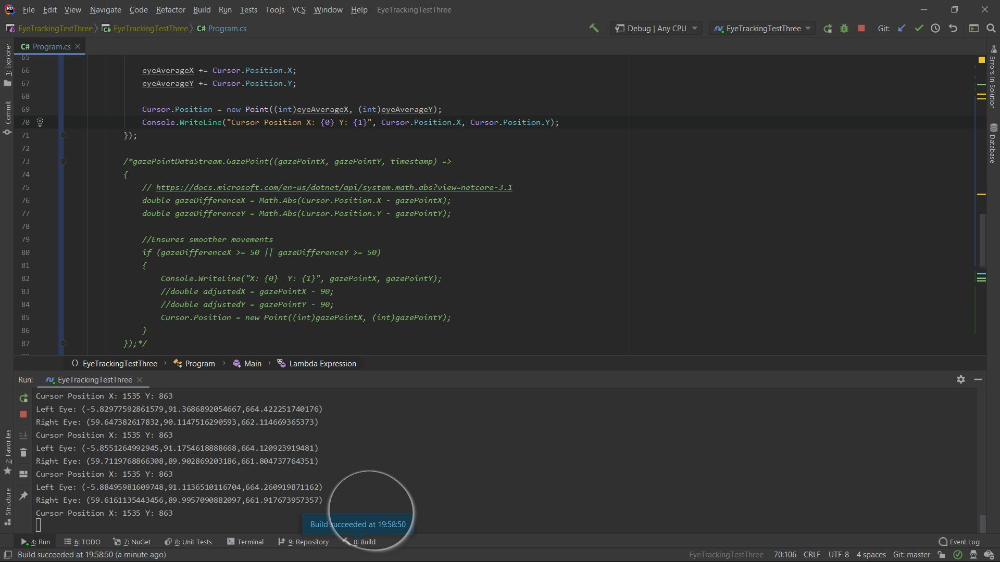 File Edit View Navigate Code Refactor Build Run Tests Tools VCS Window Help EyeTrackingTestThree
EyeTrackingTestThree EyeTrackingTestThree C# Program.cs Debug | Any CPU EyeTrackingTestThree Git:
C# Program.cs
1: Explorer
Commit
2: Favorites
Structure
Errors In Solution
Database
65
66 eyeAverageX += Cursor.Position.X;
67 eyeAverageY += Cursor.Position.Y;
68
69 Cursor.Position = new Point((int)eyeAverageX, (int)eyeAverageY);
70 Console.WriteLine("Cursor Position X: {0} Y: {1}", Cursor.Position.X, Cursor.Position.Y);
71 });
72
73 /*gazePointDataStream.GazePoint((gazePointX, gazePointY, timestamp) =>
74 {
75 // https://docs.microsoft.com/en-us/dotnet/api/system.math.abs?view=netcore-3.1
76 double gazeDifferenceX = Math.Abs(Cursor.Position.X - gazePointX);
77 double gazeDifferenceY = Math.Abs(Cursor.Position.Y - gazePointY);
78
79 //Ensures smoother movements
80 if (gazeDifferenceX >= 50 || gazeDifferenceY >= 50)
81 {
82 Console.WriteLine("X: {0}  Y: {1}", gazePointX, gazePointY);
83 //double adjustedX = gazePointX - 90;
84 //double adjustedY = gazePointY - 90;
85 Cursor.Position = new Point((int)gazePointX, (int)gazePointY);
86 }
87 });*/
EyeTrackingTestThree Program Main Lambda Expression
Run: EyeTrackingTestThree
Cursor Position X: 1535 Y: 863
Left Eye: (-5.82977592861579,91.3686892054667,664.422251740176)
Right Eye: (59.647382617832,90.1147516290593,662.114669365373)
Cursor Position X: 1535 Y: 863
Left Eye: (-5.8551264992945,91.1754618888668,664.120923919481)
Right Eye: (59.7119768866308,89.902869203186,661.804737764351)
Cursor Position X: 1535 Y: 863
Left Eye: (-5.88495981609748,91.1136510116704,664.260919871162)
Right Eye: (59.6161135443456,89.9957090882097,661.917673957357)
Cursor Position X: 1535 Y: 863
Build succeeded at 19:58:50
4: Run 6: TODO 7: NuGet 8: Unit Tests Terminal 9: Repository 0: Build Event Log
Build succeeded at 19:58:50 (a minute ago) EyeTrackingTestThree 70:106 CRLF UTF-8 4 spaces Git: master